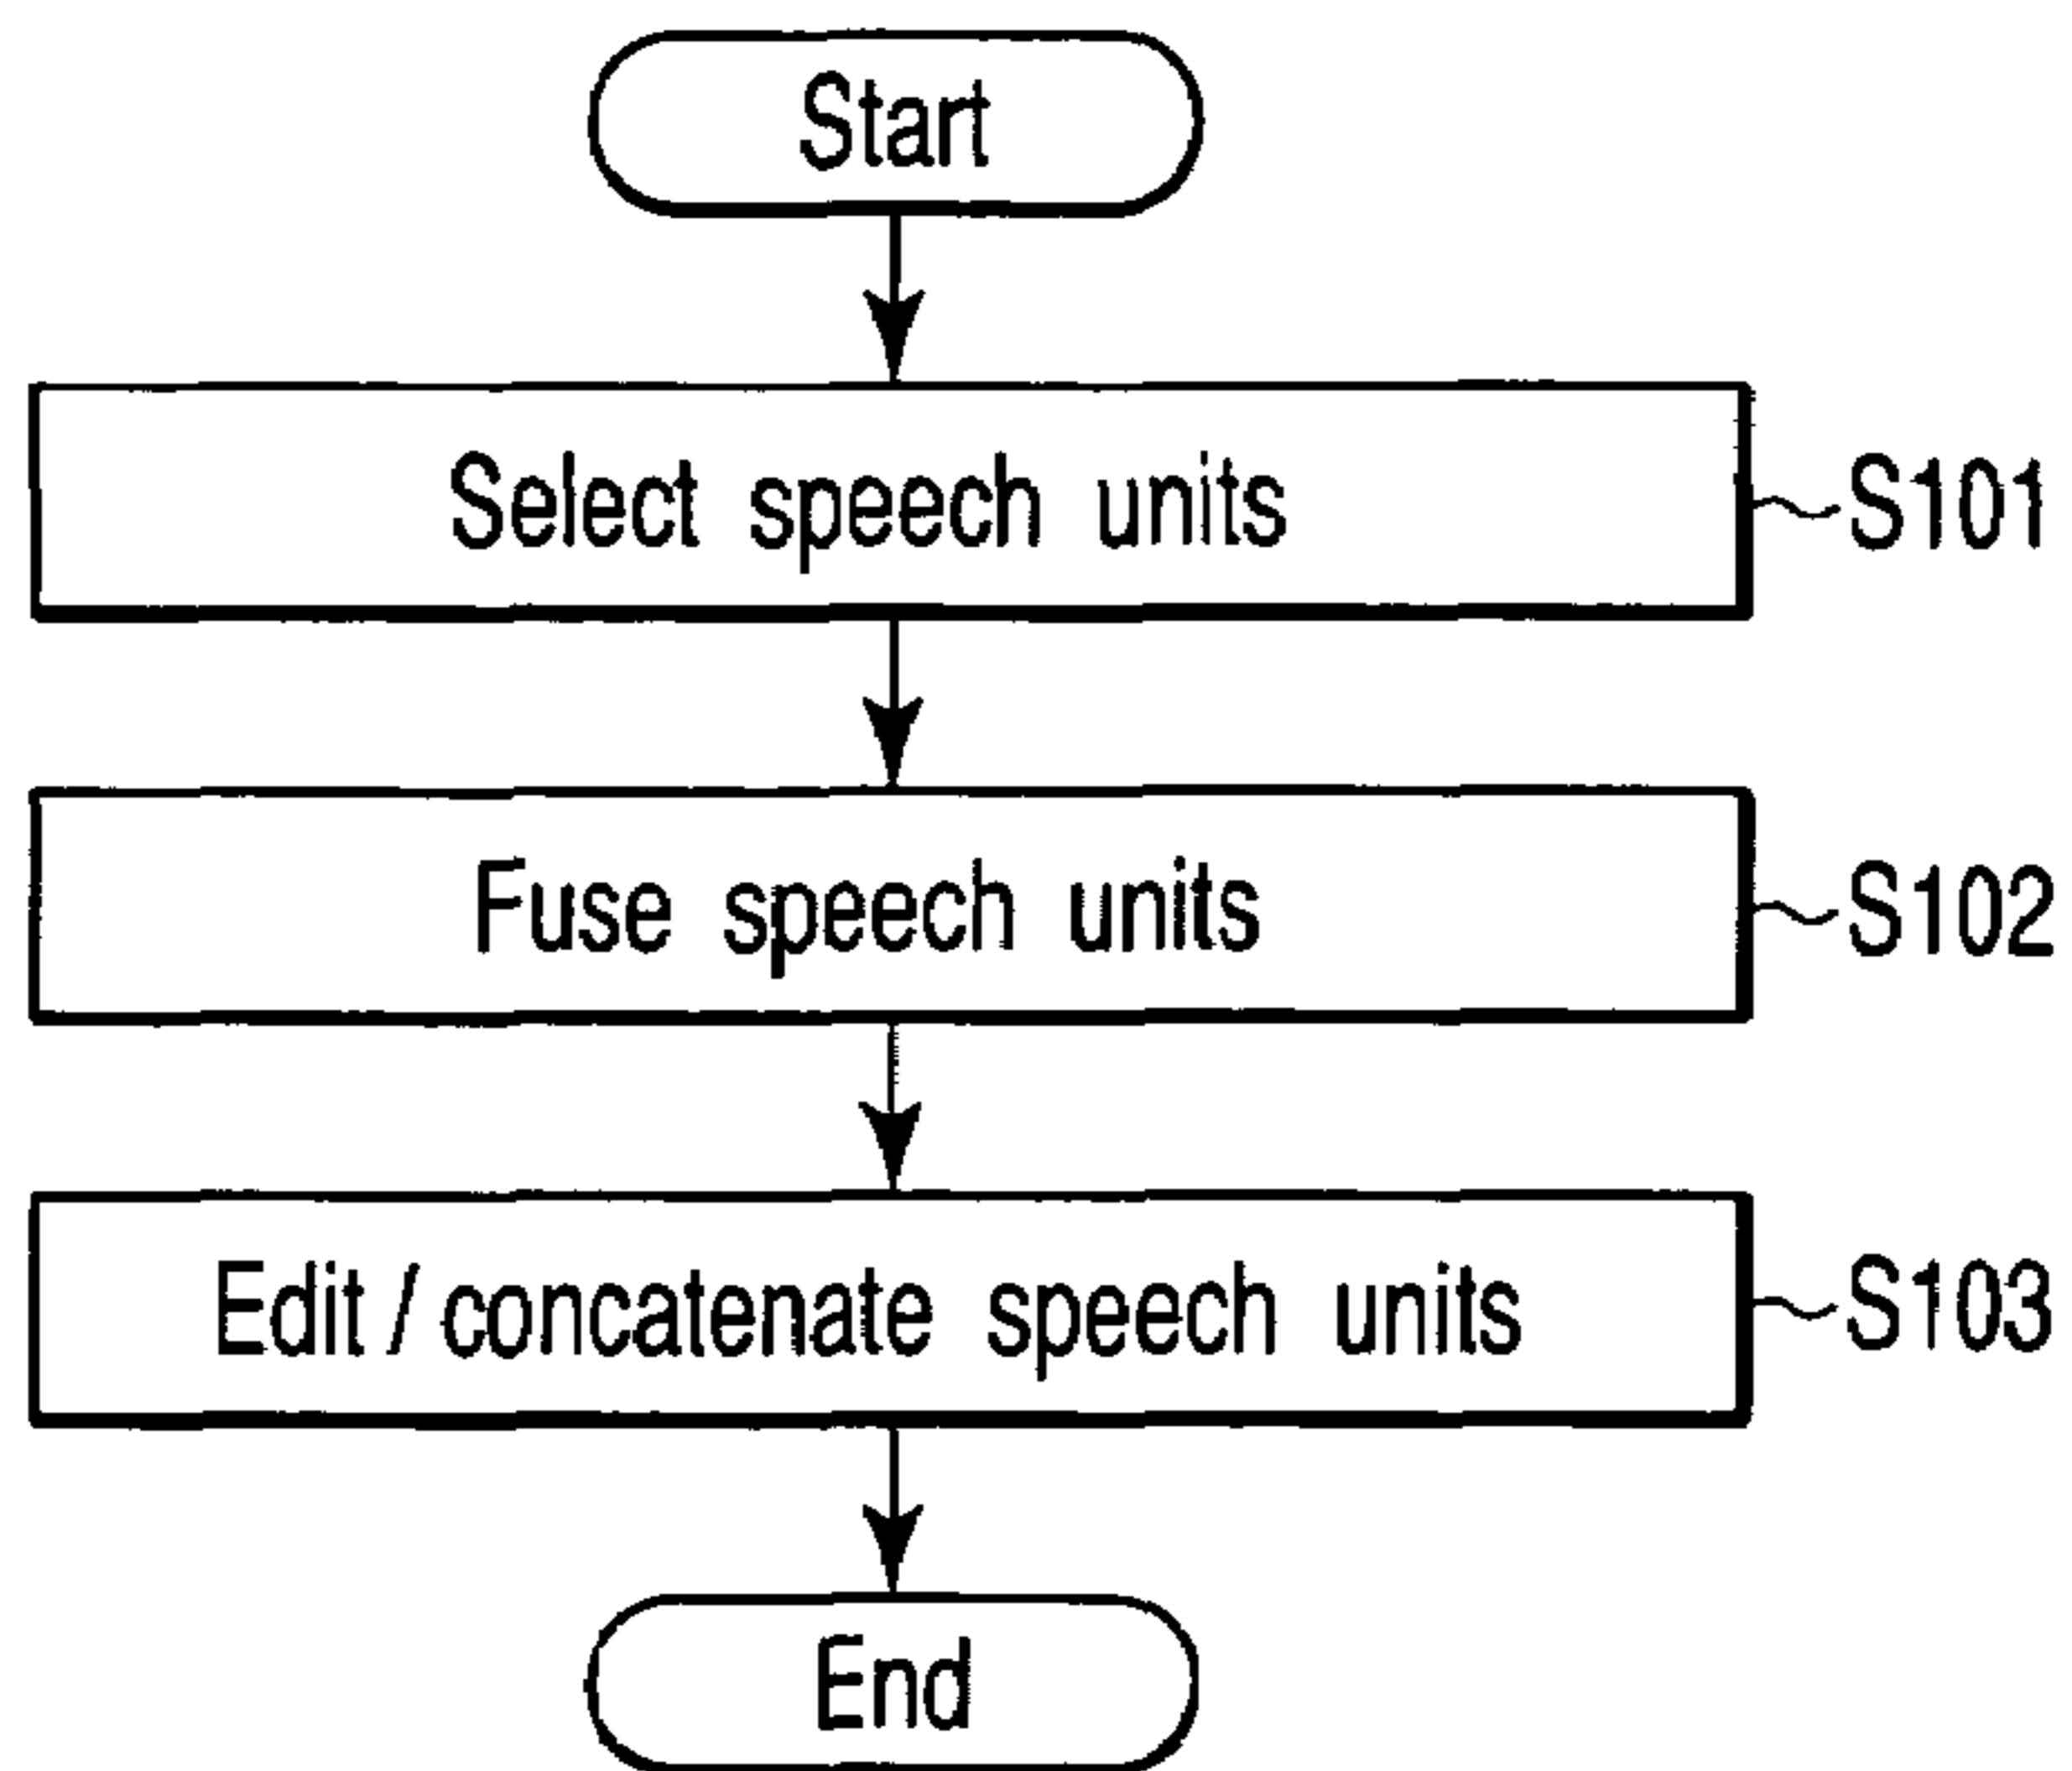 Start
Select speech units S101
Fuse speech units S102
Edit / concatenate speech units S103
End